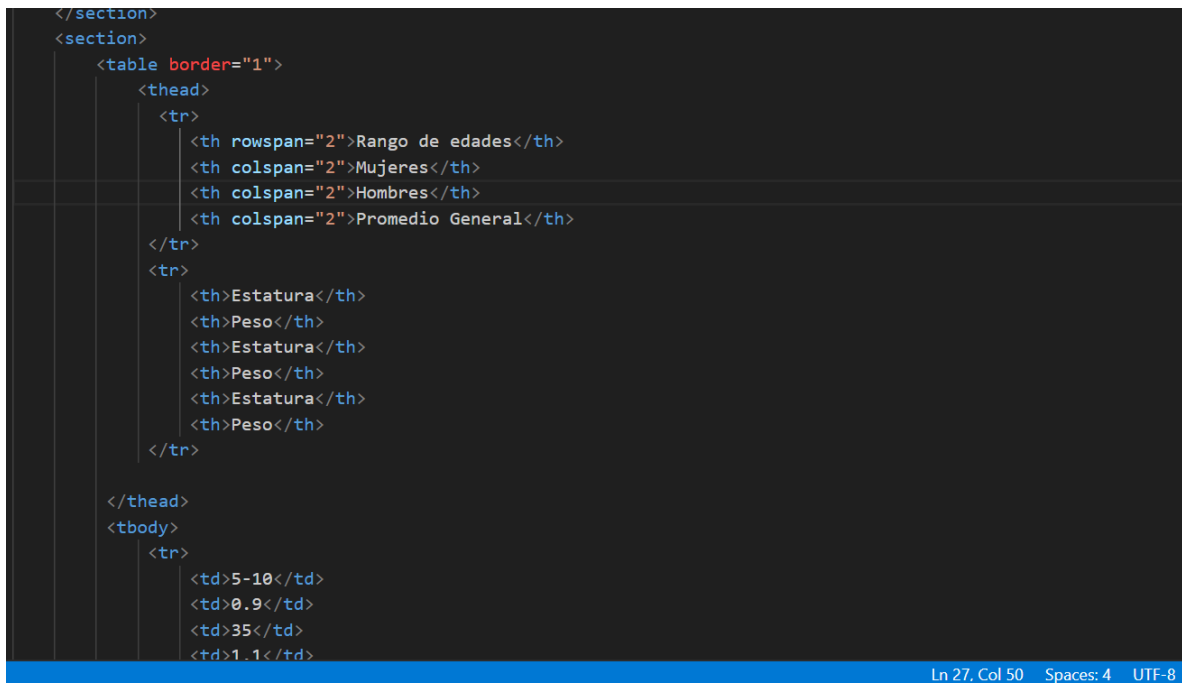 </section>
<section>
<table border="1">
<thead>
<tr>
<th rowspan="2">Rango de edades</th>
<th colspan="2">Mujeres</th>
<th colspan="2">Hombres</th>
<th colspan="2">Promedio General</th>
</tr>
<tr>
<th>Estatura</th>
<th>Peso</th>
<th>Estatura</th>
<th>Peso</th>
<th>Estatura</th>
<th>Peso</th>
</tr>
</thead>
<tbody>
<tr>
<td>5-10</td>
<td>0.9</td>
<td>35</td>
<td>1.1</td>
Ln 27, Col 50 Spaces: 4 UTF-8